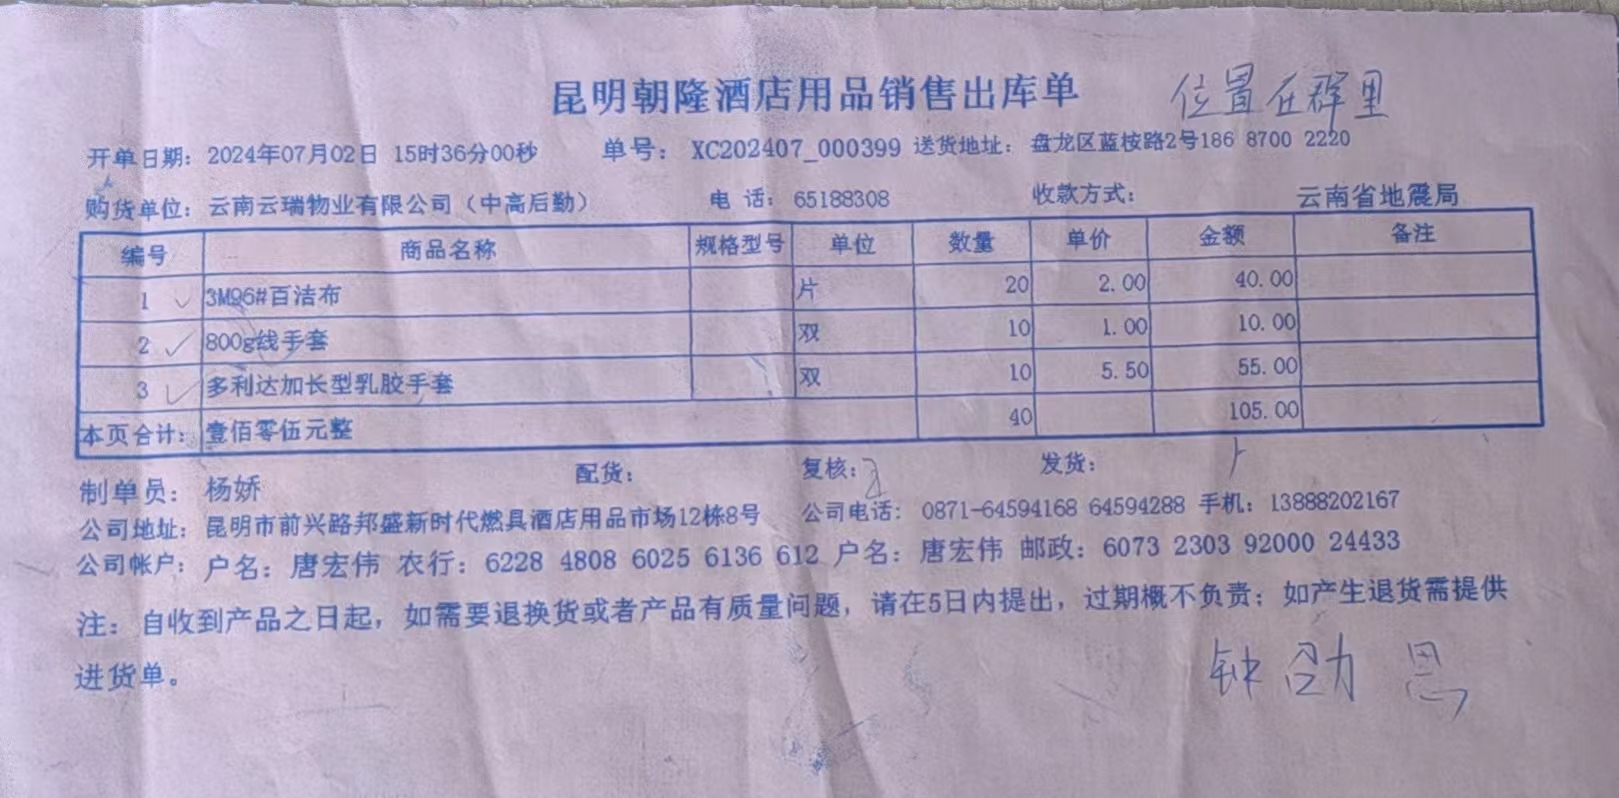 昆明朝隆酒店用品销售出库单 位置在群里
开单日期: 2024年07月02日 15时36分00秒 单号: XC202407_000399 送货地址: 盘龙区蓝桉路2号186 8700 2220
购货单位: 云南云瑞物业有限公司（中高后勤） 电 话: 65188308 收款方式: 云南省地震局
编号 商品名称 规格型号 单位 数量 单价 金额 备注
1 3M96#百洁布 片 20 2.00 40.00
2 800g线手套 双 10 1.00 10.00
3 多利达加长型乳胶手套 双 10 5.50 55.00
本页合计: 壹佰零伍元整 40 105.00
制单员: 杨娇 配货: 复核: 发货:
公司地址: 昆明市前兴路邦盛新时代燃具酒店用品市场12栋8号 公司电话: 0871-64594168 64594288 手机: 13888202167
公司帐户: 户名: 唐宏伟 农行: 6228 4808 6025 6136 612 户名: 唐宏伟 邮政: 6073 2303 92000 24433
注: 自收到产品之日起, 如需要退换货或者产品有质量问题, 请在5日内提出, 过期概不负责; 如产生退货需提供
进货单。
钟劭恩